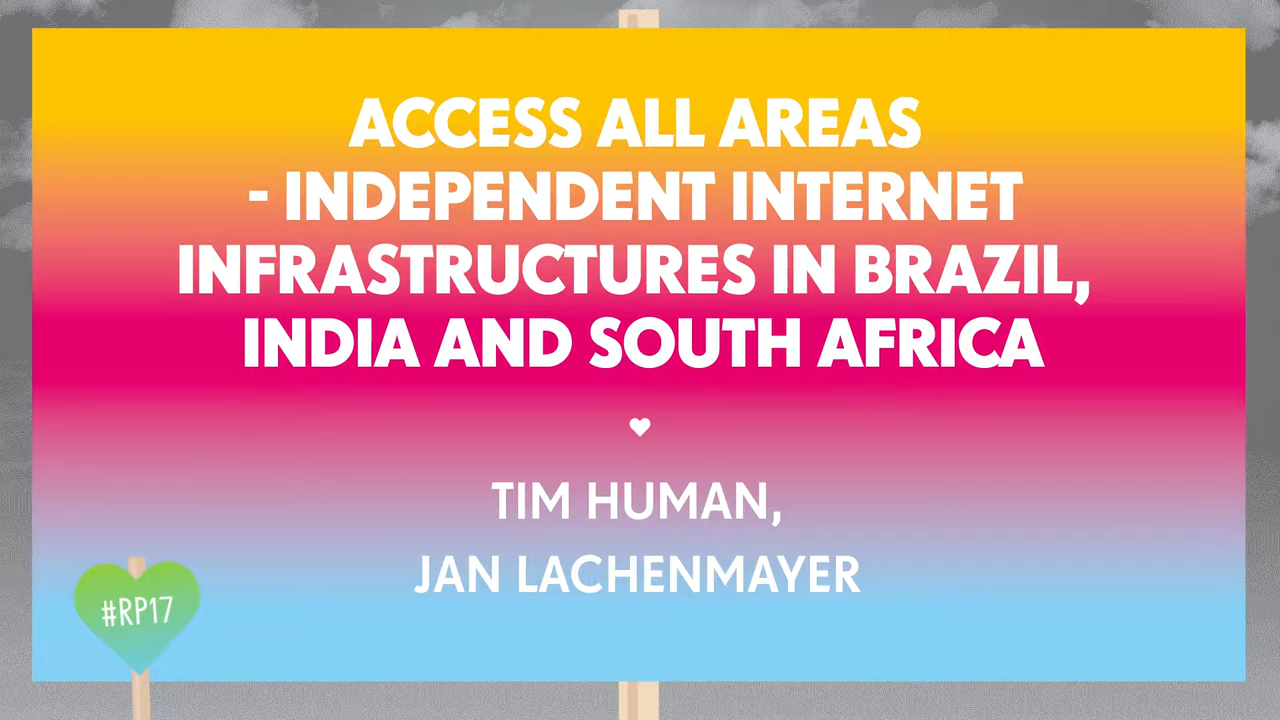 ACCESS ALL AREAS
- INDEPENDENT INTERNET
INFRASTRUCTURES IN BRAZIL,
INDIA AND SOUTH AFRICA
TIM HUMAN,
JAN LACHENMAYER
#RP17